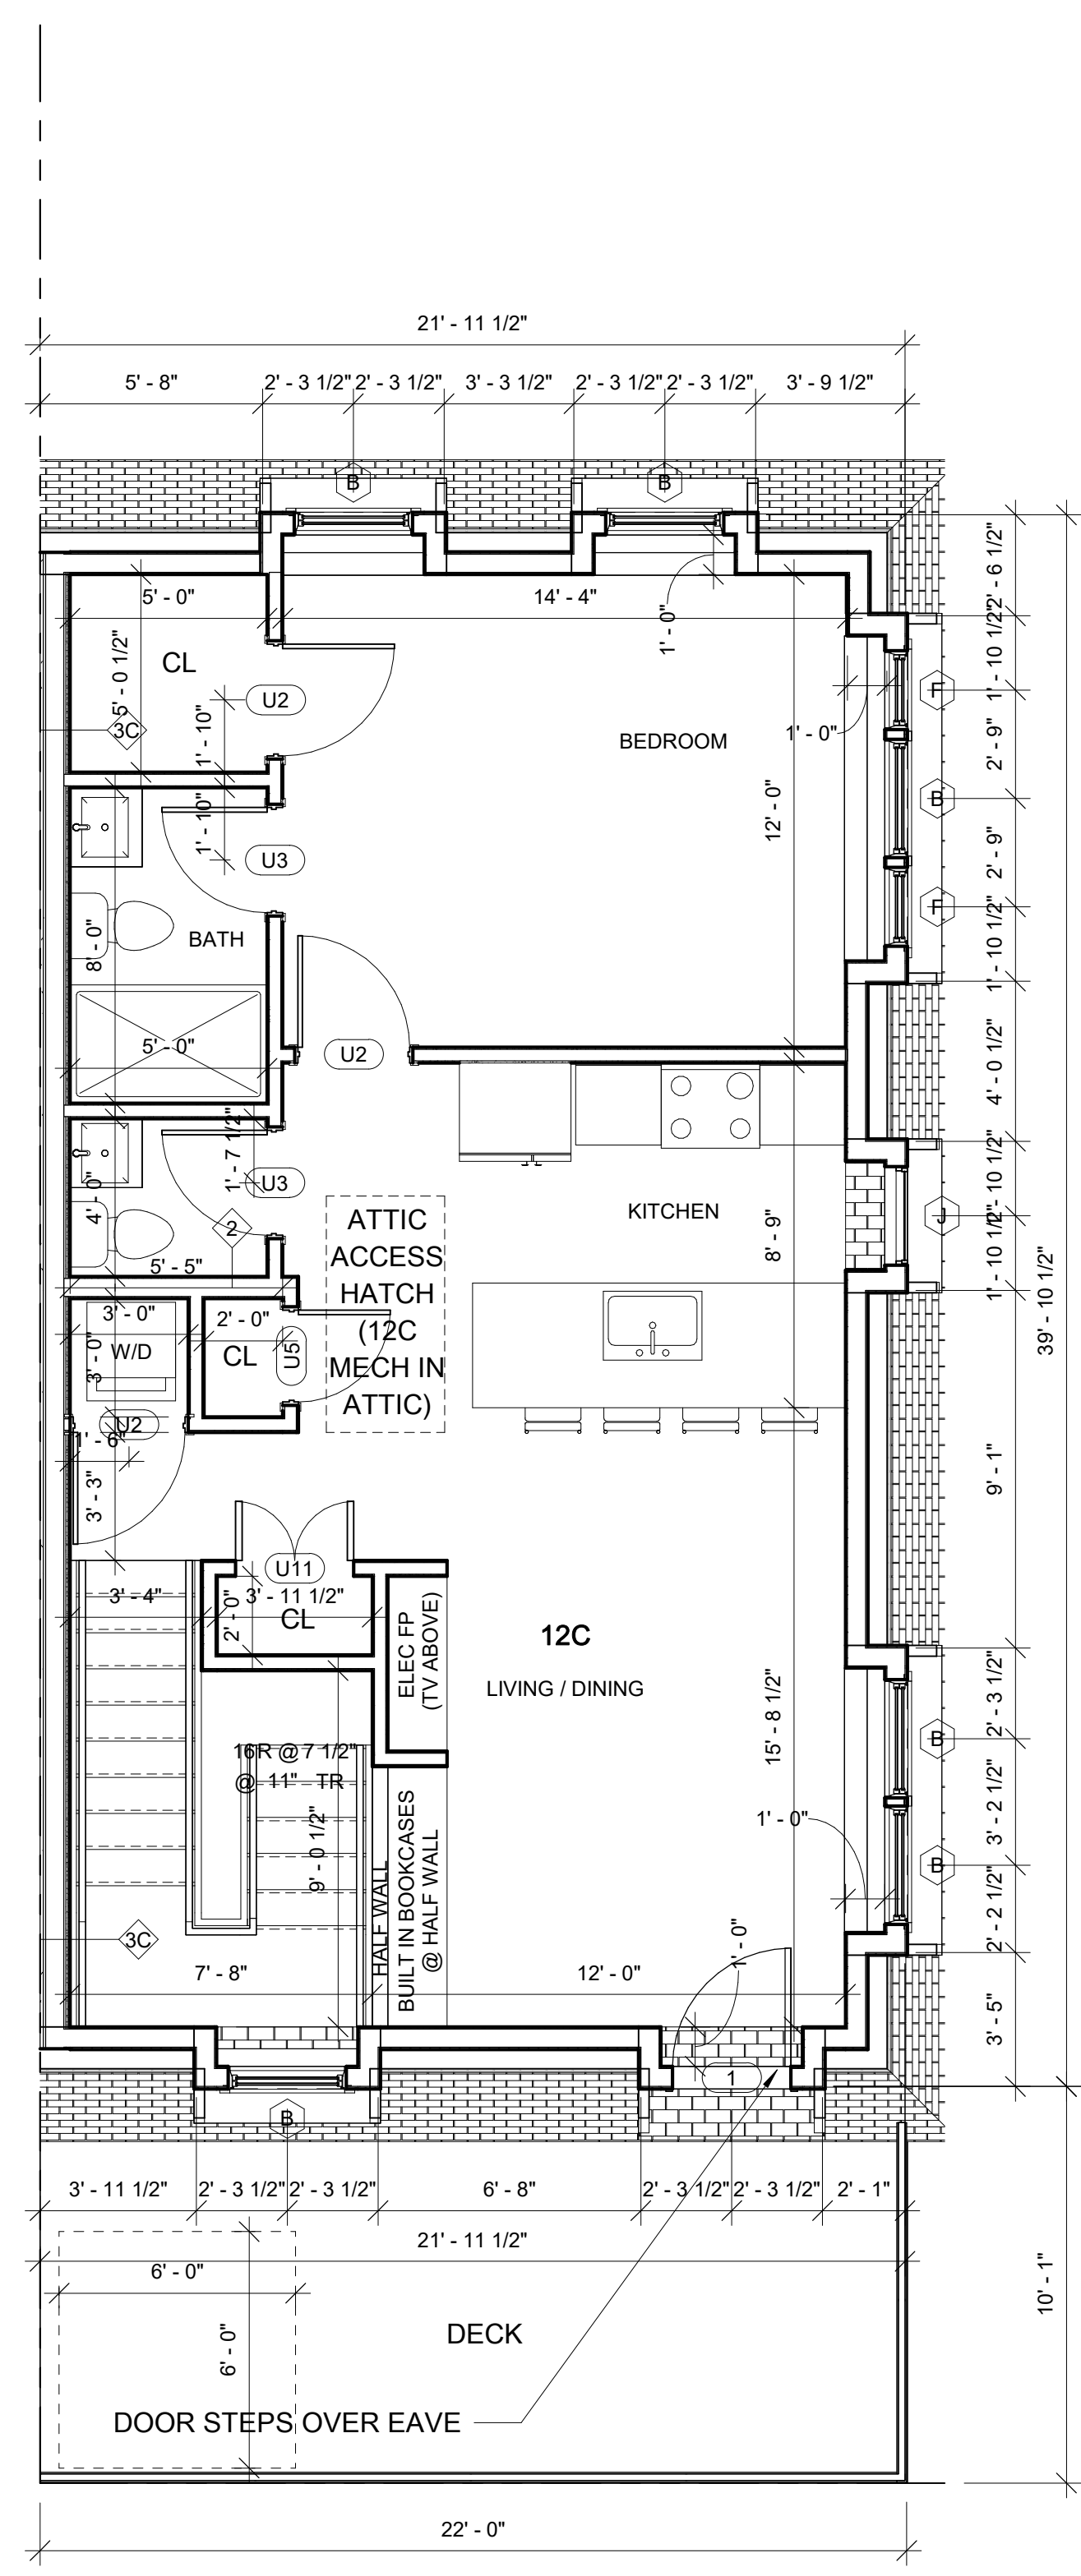 21' - 11 1/2"
5' - 8"
2' - 3 1/2"
2' - 3 1/2"
3' - 3 1/2"
2' - 3 1/2"
2' - 3 1/2"
3' - 9 1/2"
B
B
2' - 6 1/2"
5' - 0"
14' - 4"
1' - 0"
5' - 0 1/2"
CL
U2
1' - 10 1/2"
F
3C
1' - 10"
BEDROOM
1' - 0"
2' - 9"
B
12' - 0"
1' - 10"
U3
2' - 9"
F
8' - 0"
BATH
1' - 10 1/2"
5' - 0"
U2
4' - 0 1/2"
1' - 7 1/2"
U3
4' - 0"
2
ATTIC
ACCESS
HATCH
(12C
MECH IN
ATTIC)
KITCHEN
8' - 9"
1' - 10 1/2"
J
1' - 10 1/2"
39' - 10 1/2"
5' - 5"
3' - 0"
2' - 0"
W/D
3' - 0"
CL
U5
U2
1' - 6"
3' - 3"
9' - 1"
U11
3' - 4"
3' - 11 1/2"
2' - 0"
CL
ELEC FP
(TV ABOVE)
12C
LIVING / DINING
15' - 8 1/2"
2' - 3 1/2"
B
16R @ 7 1/2"
@ 11" TR
9' - 0 1/2"
HALF WALL
BUILT IN BOOKCASES
@ HALF WALL
1' - 0"
3' - 2 1/2"
B
2' - 2 1/2"
3C
1' - 0"
7' - 8"
12' - 0"
3' - 5"
1
B
3' - 11 1/2"
2' - 3 1/2"
2' - 3 1/2"
6' - 8"
2' - 3 1/2"
2' - 3 1/2"
2' - 1"
21' - 11 1/2"
6' - 0"
10' - 1"
6' - 0"
DECK
DOOR STEPS OVER EAVE
22' - 0"